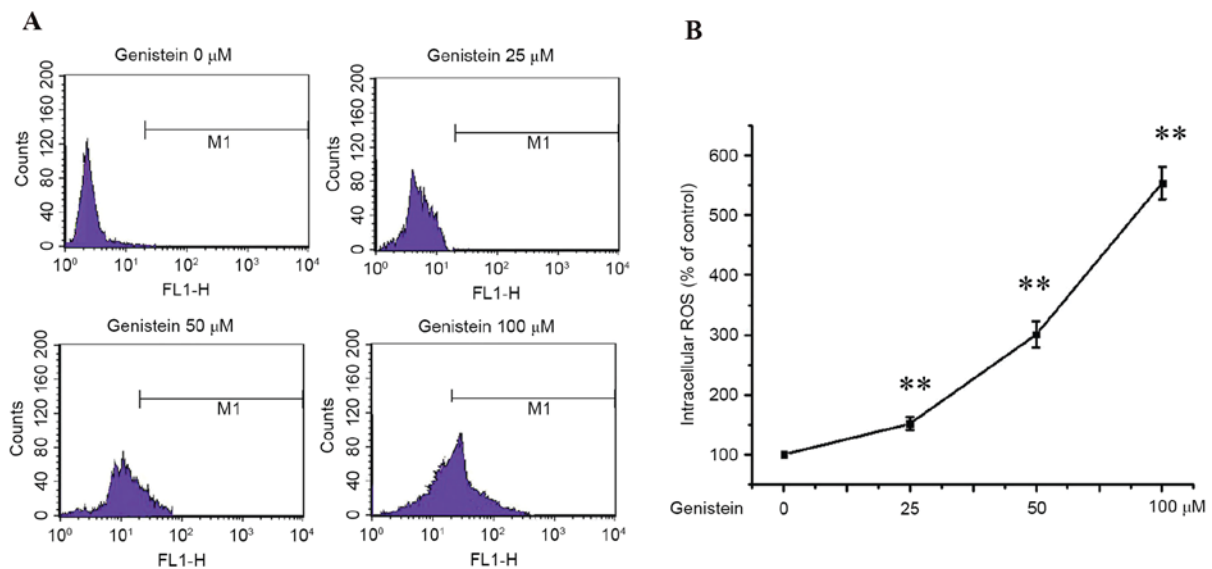 A
B
Genistein 0 μM
Genistein 25 μM
200
160
120
80
40
0
Counts
M1
10⁰ 10¹ 10² 10³ 10⁴
FL1-H
200
160
120
80
40
0
Counts
M1
10⁰ 10¹ 10² 10³ 10⁴
FL1-H
Genistein 50 μM
Genistein 100 μM
200
160
120
80
40
0
Counts
M1
10⁰ 10¹ 10² 10³ 10⁴
FL1-H
200
160
120
80
40
0
Counts
M1
10⁰ 10¹ 10² 10³ 10⁴
FL1-H
Intracellular ROS (% of control)
600
500
400
300
200
100
**
**
**
Genistein 0 25 50 100 μM